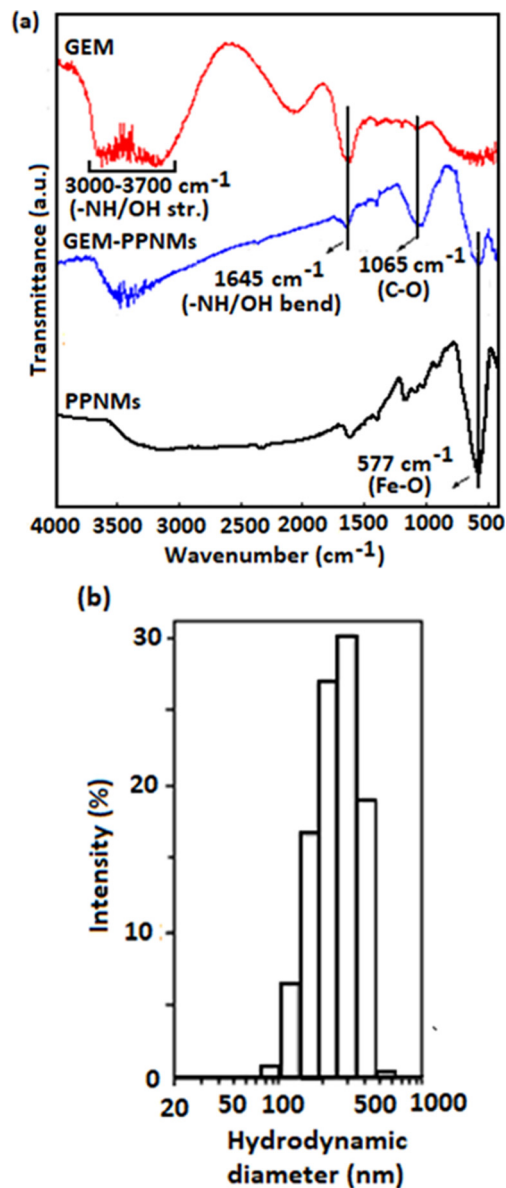 (a)
GEM
3000-3700 cm-1
(-NH/OH str.)
GEM-PPNMs
1645 cm-1
(-NH/OH bend)
1065 cm-1
(C-O)
PPNMs
577 cm-1
(Fe-O)
Transmittance (a.u.)
4000 3500 3000 2500 2000 1500 1000 500
Wavenumber (cm-1)
(b)
30
20
10
0
Intensity (%)
20 50 100 500 1000
Hydrodynamic
diameter (nm)